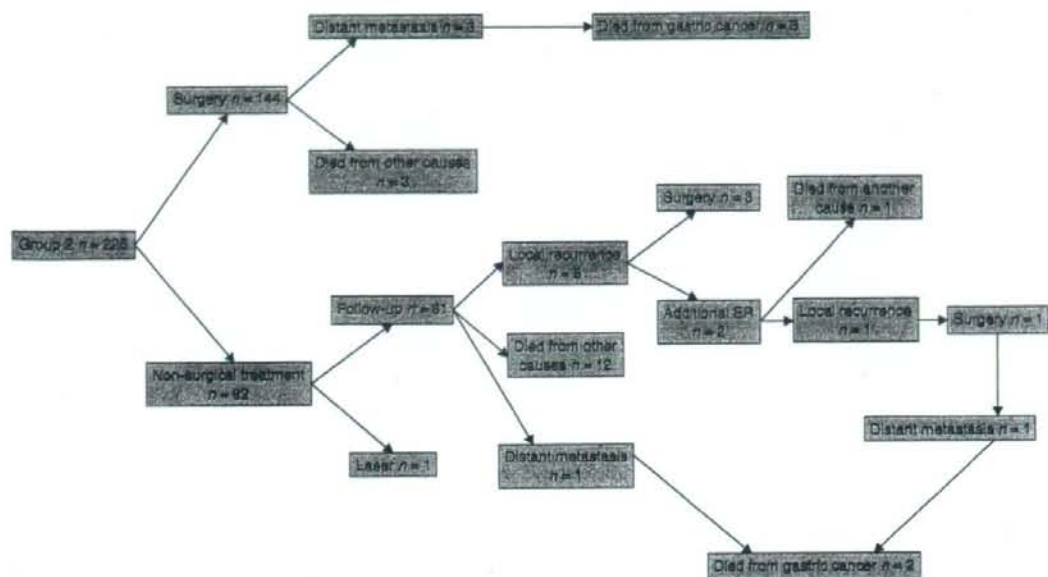 Distant metastasis n = 3
Died from gastric cancer n = 3
Surgery n = 144
Died from other causes
n = 3
Surgery n = 3
Died from another
cause n = 1
Group 2 n = 226
Local recurrence
n = 5
Follow-up n = 81
Additional ER
n = 2
Local recurrence
n = 1
Surgery n = 1
Died from other
causes n = 12
Non-surgical treatment
n = 82
Distant metastasis n = 1
Laser n = 1
Distant metastasis
n = 1
Died from gastric cancer n = 2